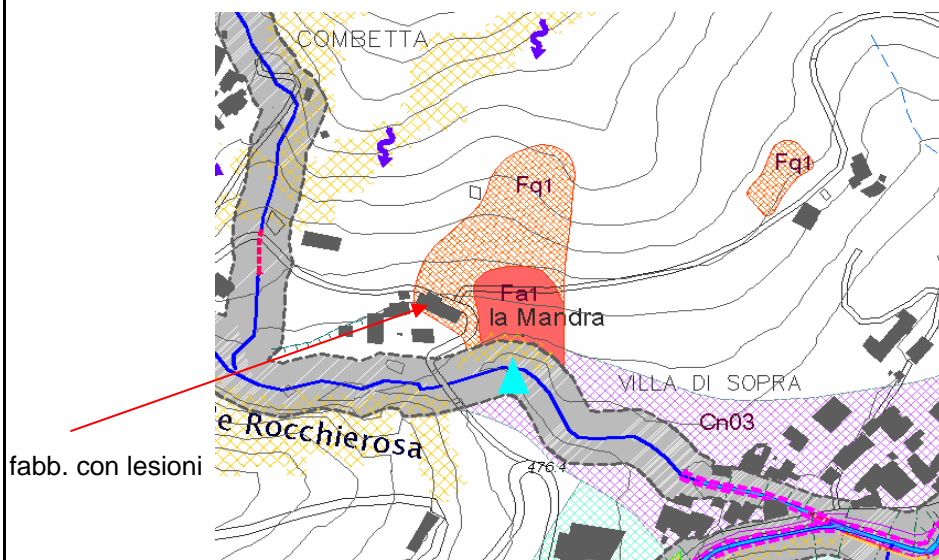 COMBETTA
Fq1
Fq1
Fa1
la Mandra
VILLA DI SOPRA
Cn03
e Rocchierosa
fabb. con lesioni
476.4